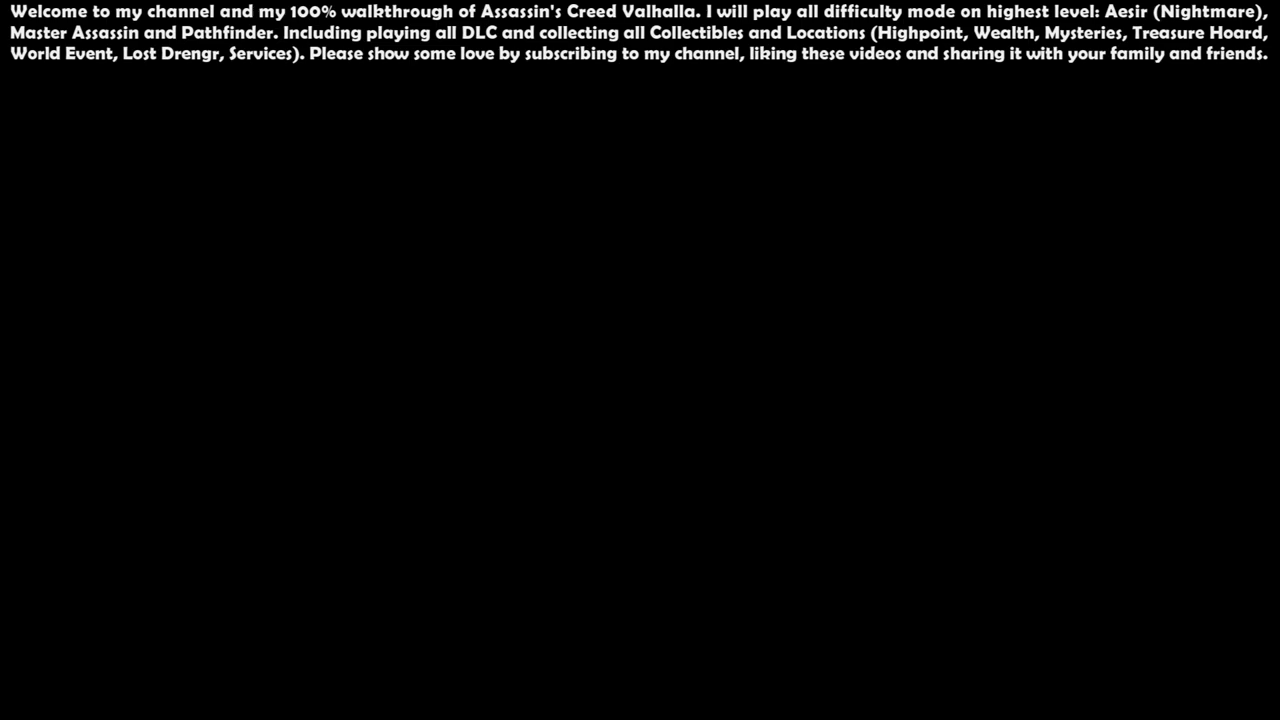 Welcome to my channel and my 100% walkthrough of Assassin's Creed Valhalla. I will play all difficulty mode on highest level: Aesir (Nightmare),
Master Assassin and Pathfinder. Including playing all DLC and collecting all Collectibles and Locations (Highpoint, Wealth, Mysteries, Treasure Hoard,
World Event, Lost Drengr, Services). Please show some love by subscribing to my channel, liking these videos and sharing it with your family and friends.